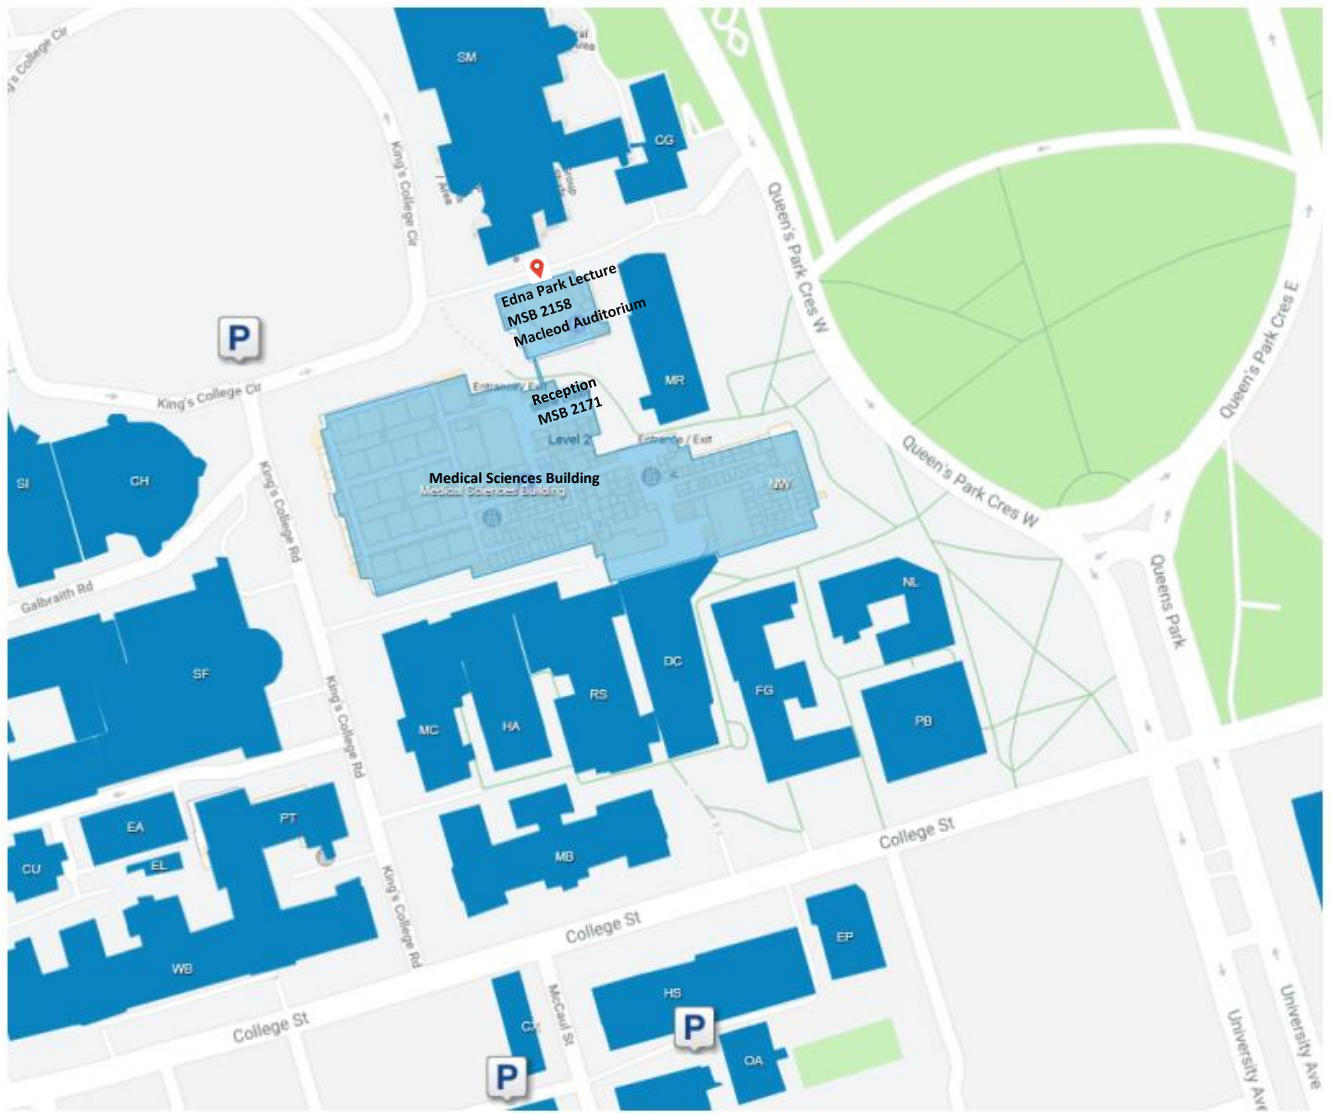 King's College Cir
SM
CG
King's College Cir
Queen's Park Cres W
Edna Park Lecture
MSB 2158
Macleod Auditorium
P
MR
Queen's Park Cres E
King's College Cir
Entrance / Exit
Reception
MSB 2171
Level 2
Entrance / Exit
Queen's Park Cres W
SI
CH
King's College Rd
Medical Sciences Building
Medical Sciences Building
NW
Galbraith Rd
Queens Park
NL
SF
DC
FG
RS
PB
MC
HA
King's College Rd
EA
PT
EL
CU
MB
College St
King's College Rd
College St
EP
WB
HS
College St
McCaul St
P
OA
P
University Ave
University Ave